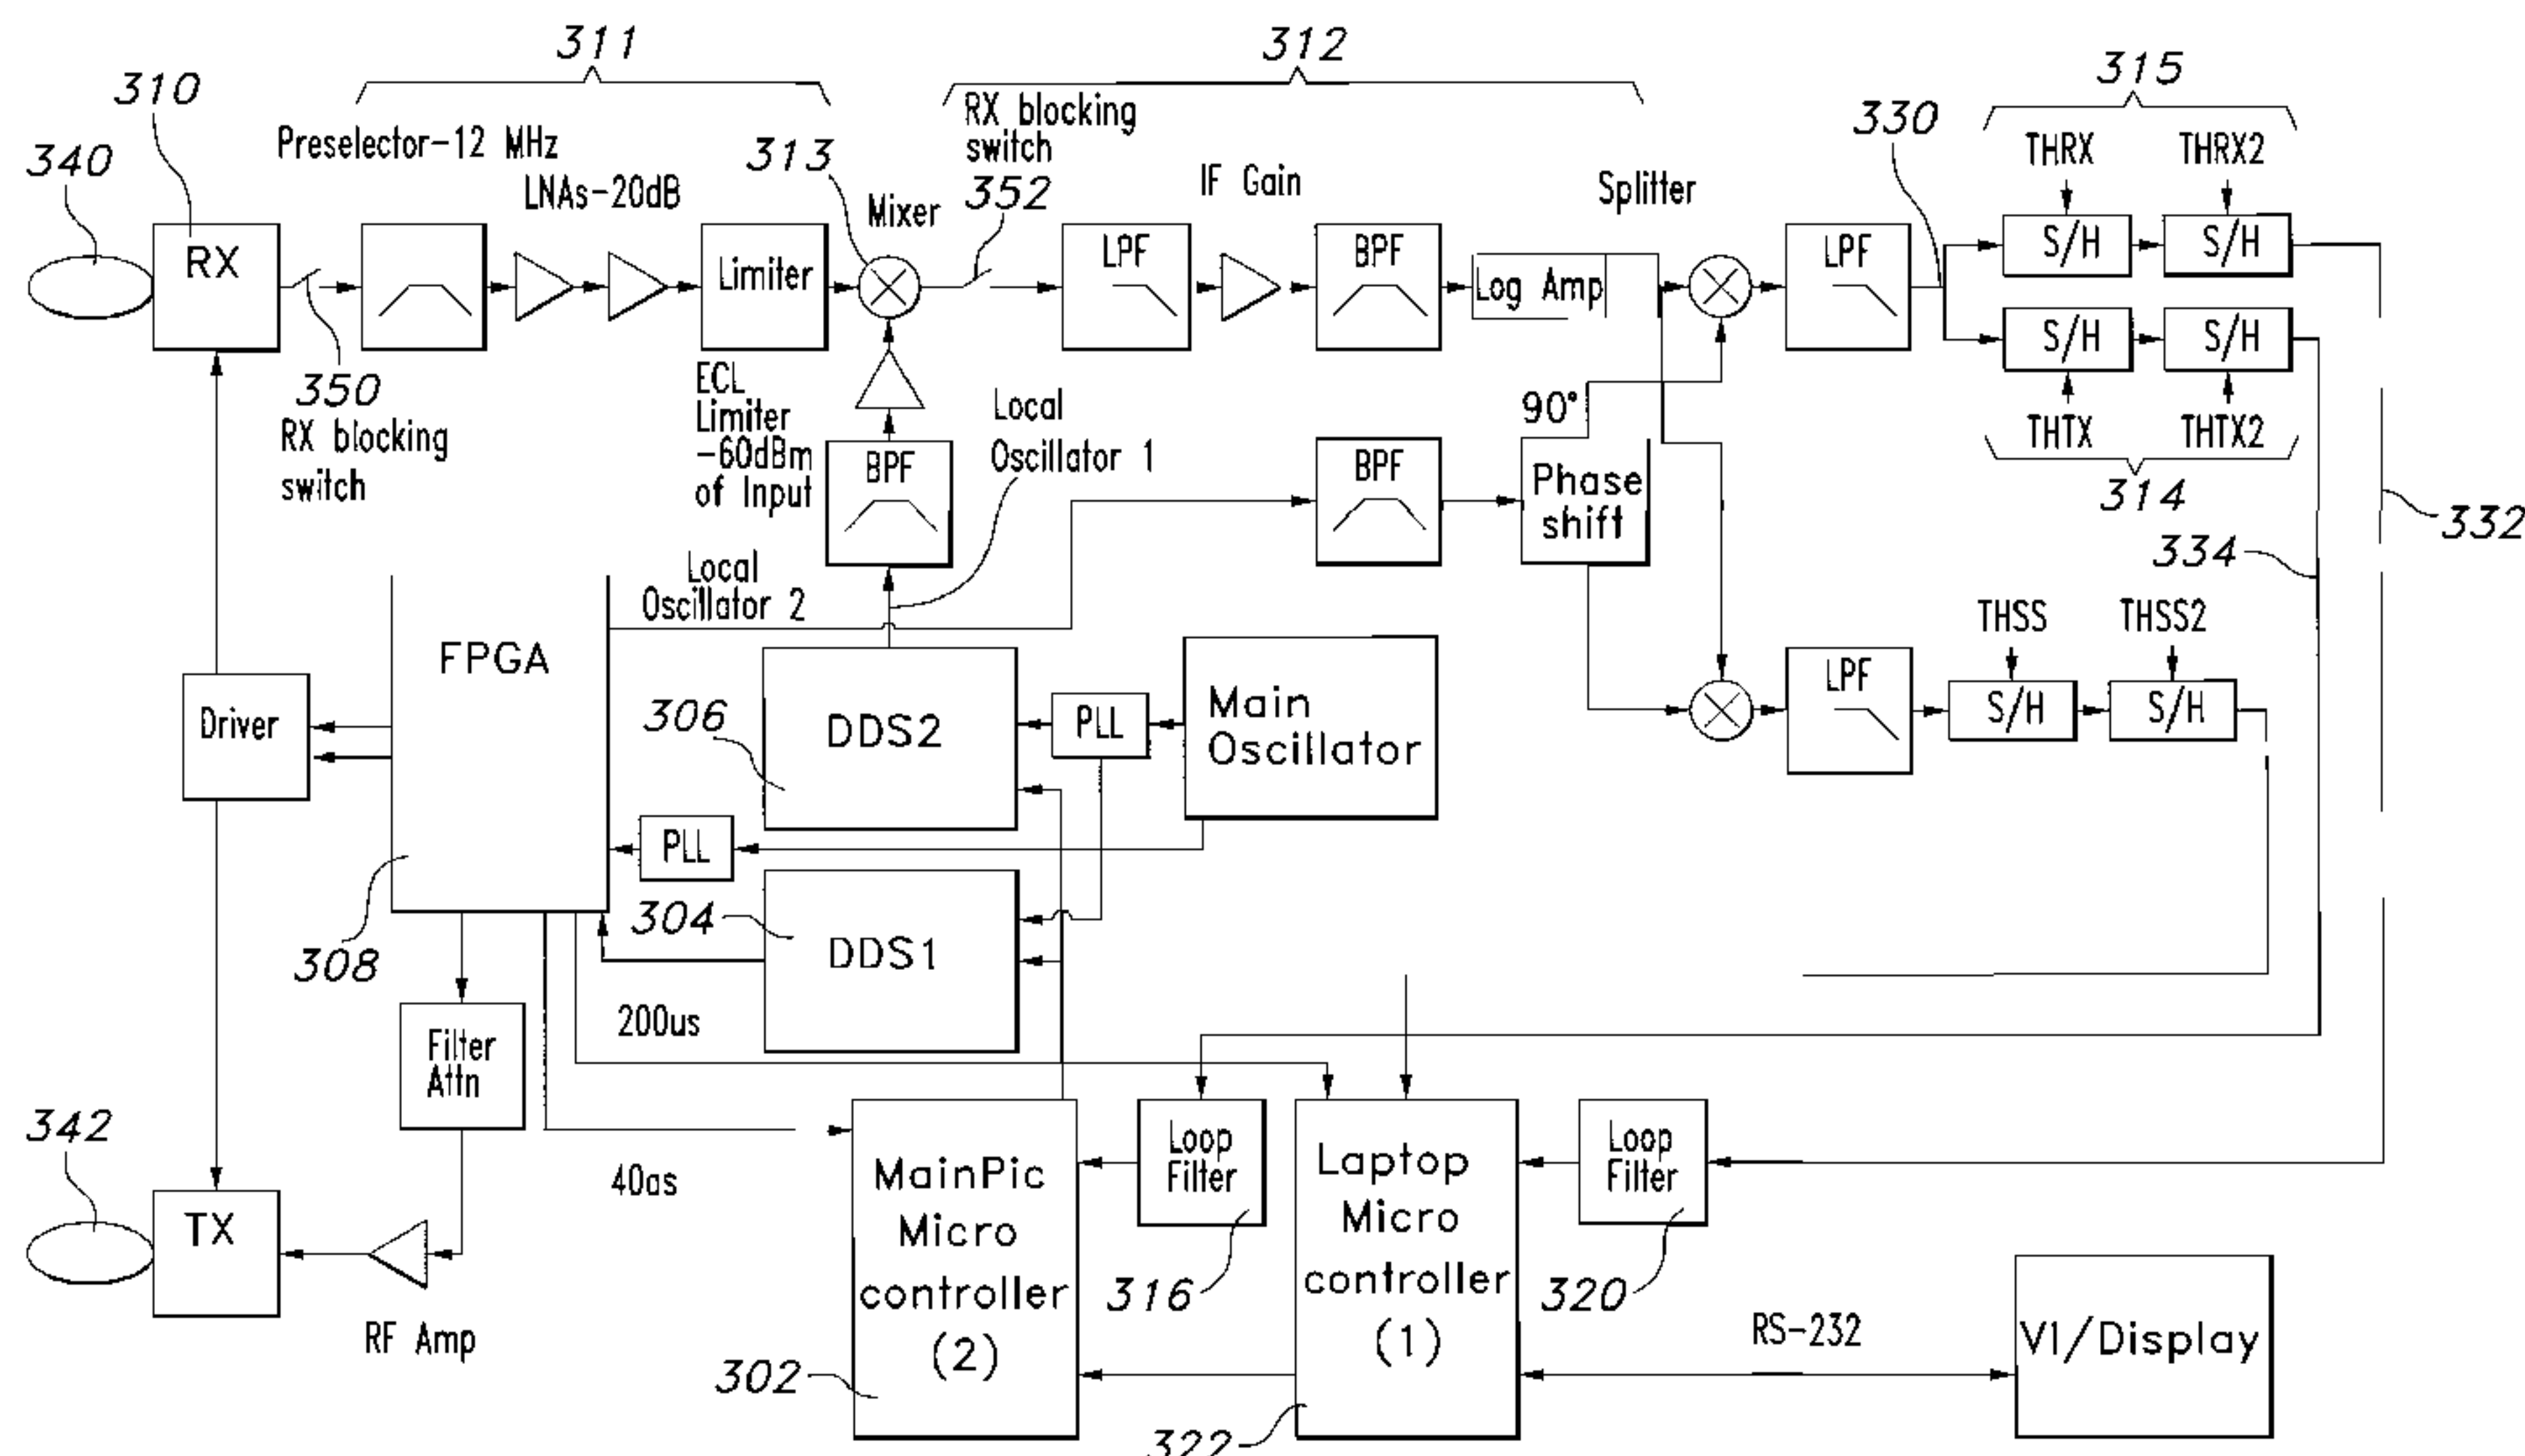 311
312
315
310
RX blocking
switch
Preselector-12 MHz
330
THRX
THRX2
340
LNAs-20dB
313
352
IF Gain
Splitter
Mixer
RX
Limiter
LPF
BPF
Log Amp
LPF
S/H
S/H
S/H
S/H
350
RX blocking
switch
ECL
Limiter
-60dBm
of Input
Local
Oscillator 1
90°
THTX
THTX2
BPF
BPF
Phase
shift
314
332
334
Local
Oscillator 2
FPGA
THSS
THSS2
Driver
306
DDS2
PLL
Main
Oscillator
LPF
S/H
S/H
PLL
304
DDS1
308
200us
Filter
Attn
342
40as
TX
RF Amp
MainPic
Micro
controller
(2)
Loop
Filter
316
Laptop
Micro
controller
(1)
Loop
Filter
320
RS-232
VI/Display
302
322